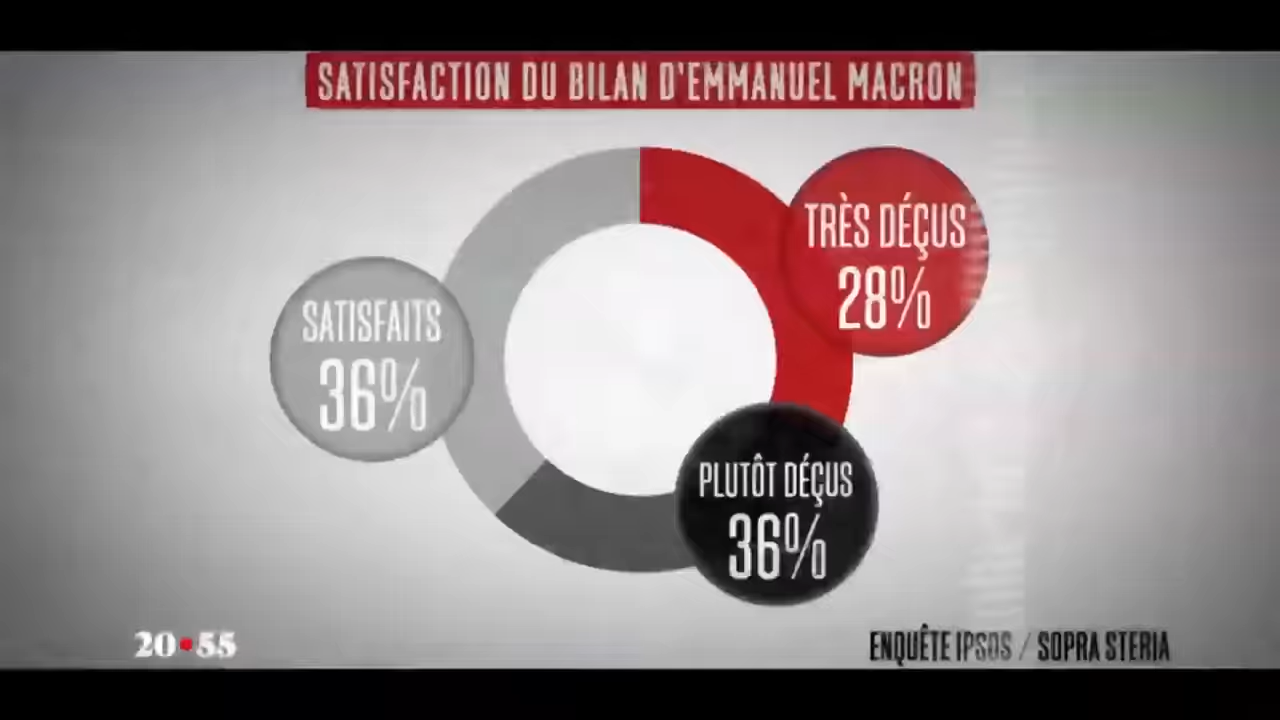 SATISFACTION DU BILAN D'EMMANUEL MACRON
TRÈS DÉÇUS
28%
SATISFAITS
36%
PLUTÔT DÉÇUS
36%
20•55
ENQUÊTE IPSOS / SOPRA STERIA